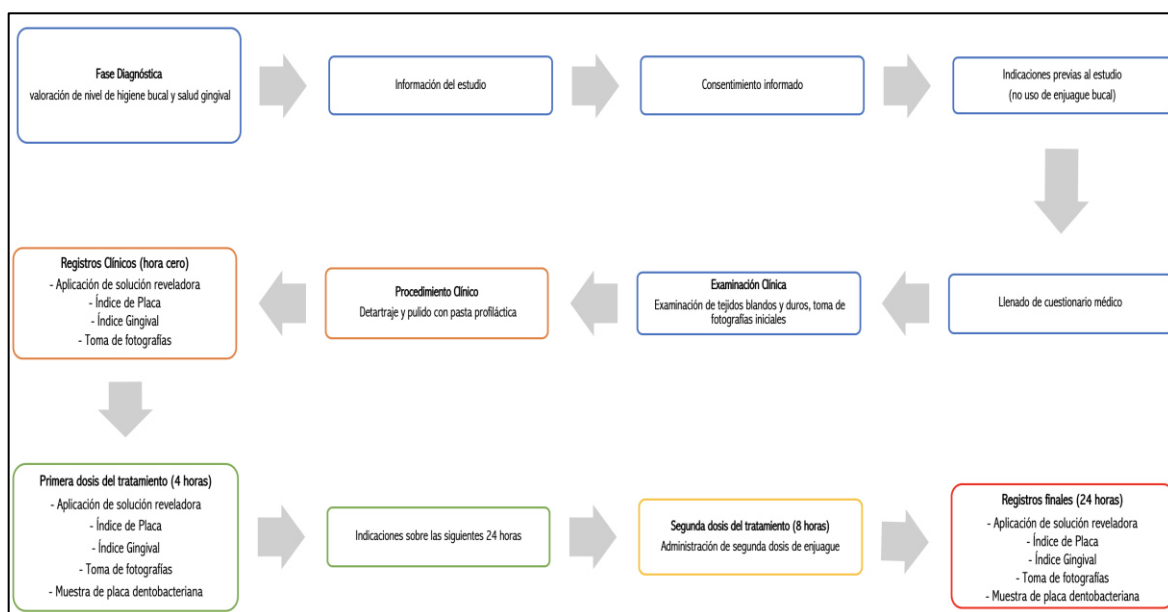 Fase Diagnóstica
valoración de nivel de higiene bucal y salud gingival
Información del estudio
Consentimiento informado
Indicaciones previas al estudio
(no uso de enjuague bucal)
Llenado de cuestionario médico
Examinación Clínica
Examinación de tejidos blandos y duros, toma de
fotografías iniciales
Procedimiento Clínico
Detartraje y pulido con pasta profiláctica
Registros Clínicos (hora cero)
- Aplicación de solución reveladora
- Índice de Placa
- Índice Gingival
- Toma de fotografías
Primera dosis del tratamiento (4 horas)
- Aplicación de solución reveladora
- Índice de Placa
- Índice Gingival
- Toma de fotografías
- Muestra de placa dentobacteriana
Indicaciones sobre las siguientes 24 horas
Segunda dosis del tratamiento (8 horas)
Administración de segunda dosis de enjuague
Registros finales (24 horas)
- Aplicación de solución reveladora
- Índice de Placa
- Índice Gingival
- Toma de fotografías
- Muestra de placa dentobacteriana